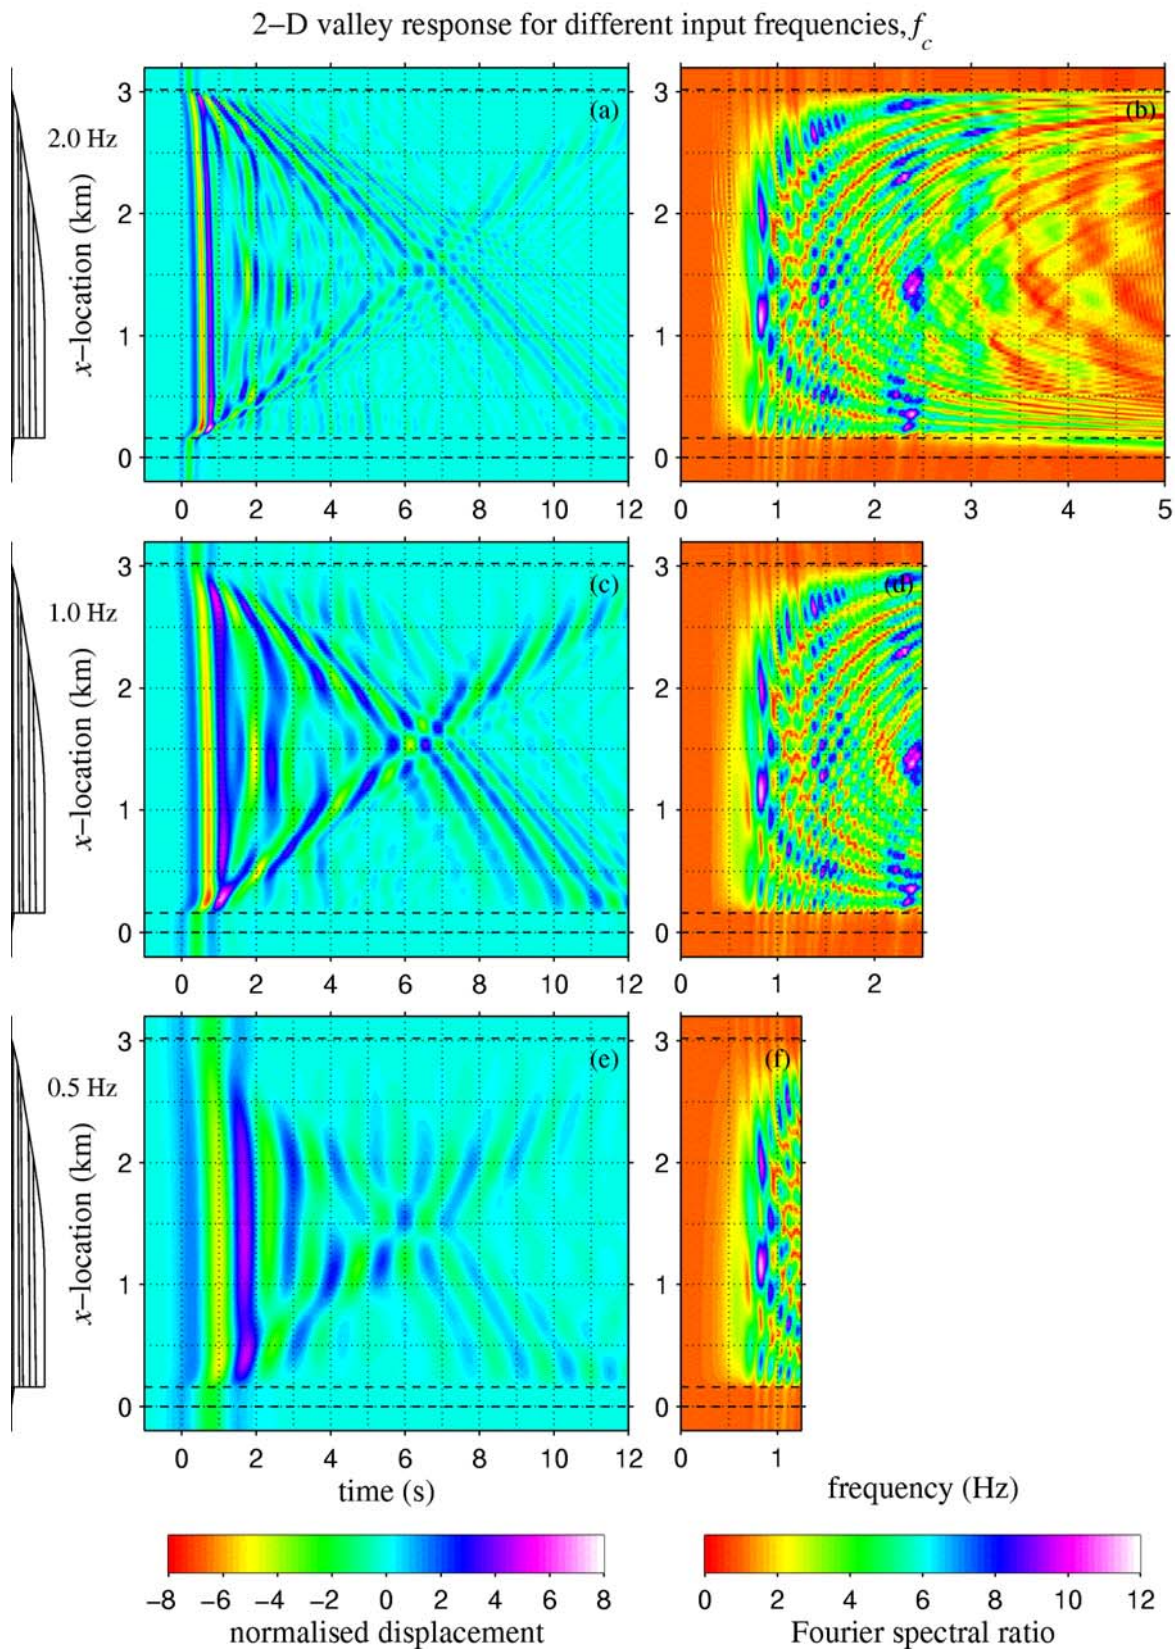 2–D valley response for different input frequencies, f_c
2.0 Hz
x–location (km)
3
2
1
0
(a)
0 2 4 6 8 10 12
3
2
1
0
(b)
0 1 2 3 4 5
1.0 Hz
x–location (km)
3
2
1
0
(c)
0 2 4 6 8 10 12
3
2
1
0
(d)
0 1 2
0.5 Hz
x–location (km)
3
2
1
0
(e)
0 2 4 6 8 10 12
time (s)
3
2
1
0
(f)
0 1
frequency (Hz)
−8 −6 −4 −2 0 2 4 6 8
normalised displacement
0 2 4 6 8 10 12
Fourier spectral ratio